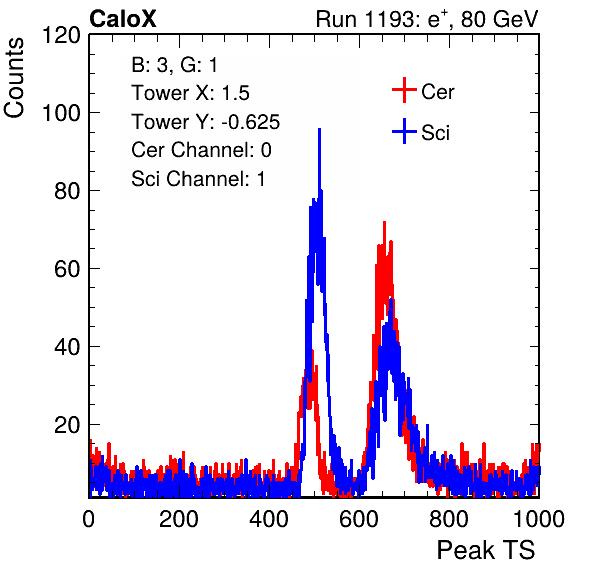 CaloX Run 1193: e⁺, 80 GeV
B: 3, G: 1
Tower X: 1.5
Tower Y: -0.625
Cer Channel: 0
Sci Channel: 1
Cer
Sci
Counts
120
100
80
60
40
20
0 200 400 600 800 1000
Peak TS